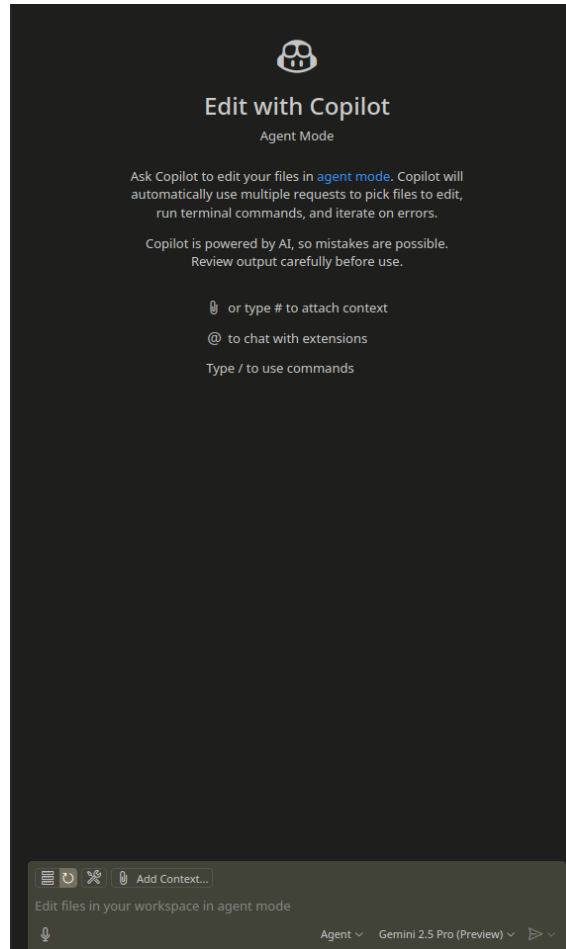 Edit with Copilot
Agent Mode
Ask Copilot to edit your files in agent mode. Copilot will
automatically use multiple requests to pick files to edit,
run terminal commands, and iterate on errors.
Copilot is powered by AI, so mistakes are possible.
Review output carefully before use.
or type # to attach context
@ to chat with extensions
Type / to use commands
Add Context...
Edit files in your workspace in agent mode
Agent Gemini 2.5 Pro (Preview)